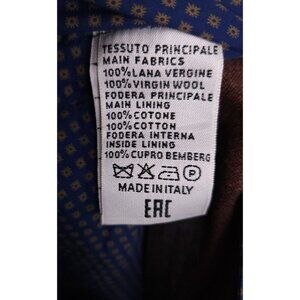 TESSUTO PRINCIPALE
MAIN FABRICS
100%LANA VERGINE
100%VIRGIN WOOL
FODERA PRINCIPALE
MAIN LINING
100%COTONE
100%COTTON
FODERA INTERNA
INSIDE LINING
100%CUPRO BEMBERG
P
MADE IN ITALY
EAC